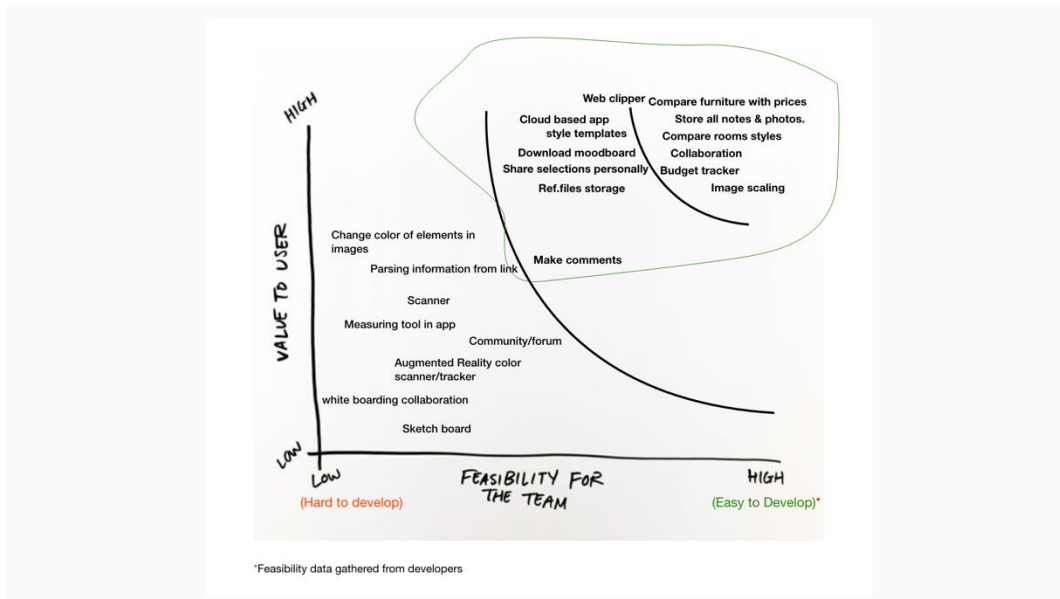 HIGH
Web clipper
Compare furniture with prices
Cloud based app
style templates
Store all notes & photos.
Compare rooms styles
Download moodboard
Collaboration
Share selections personally
Budget tracker
Ref.files storage
Image scaling
VALUE TO USER
Change color of elements in
images
Make comments
Parsing information from link
Scanner
Measuring tool in app
Community/forum
Augmented Reality color
scanner/tracker
white boarding collaboration
Sketch board
LOW
LOW
FEASIBILITY FOR
THE TEAM
HIGH
(Hard to develop)
(Easy to Develop)*
*Feasibility data gathered from developers